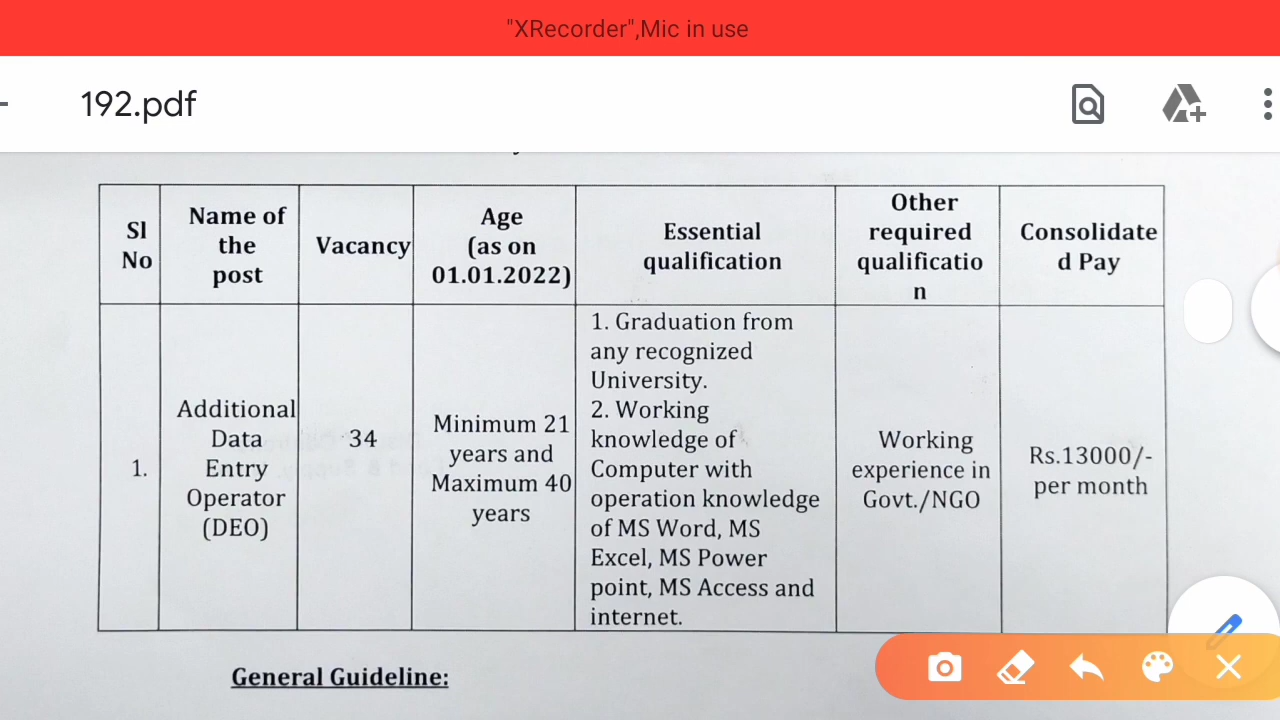 "XRecorder",Mic in use
192.pdf
Sl
No
Name of
the
post
Vacancy
Age
(as on
01.01.2022)
Essential
qualification
Other
required
qualificatio
n
Consolidate
d Pay
1.
Additional
Data
Entry
Operator
(DEO)
34
Minimum 21
years and
Maximum 40
years
1. Graduation from
any recognized
University.
2. Working
knowledge of
Computer with
operation knowledge
of MS Word, MS
Excel, MS Power
point, MS Access and
internet.
Working
experience in
Govt./NGO
Rs.13000/-
per month
General Guideline: